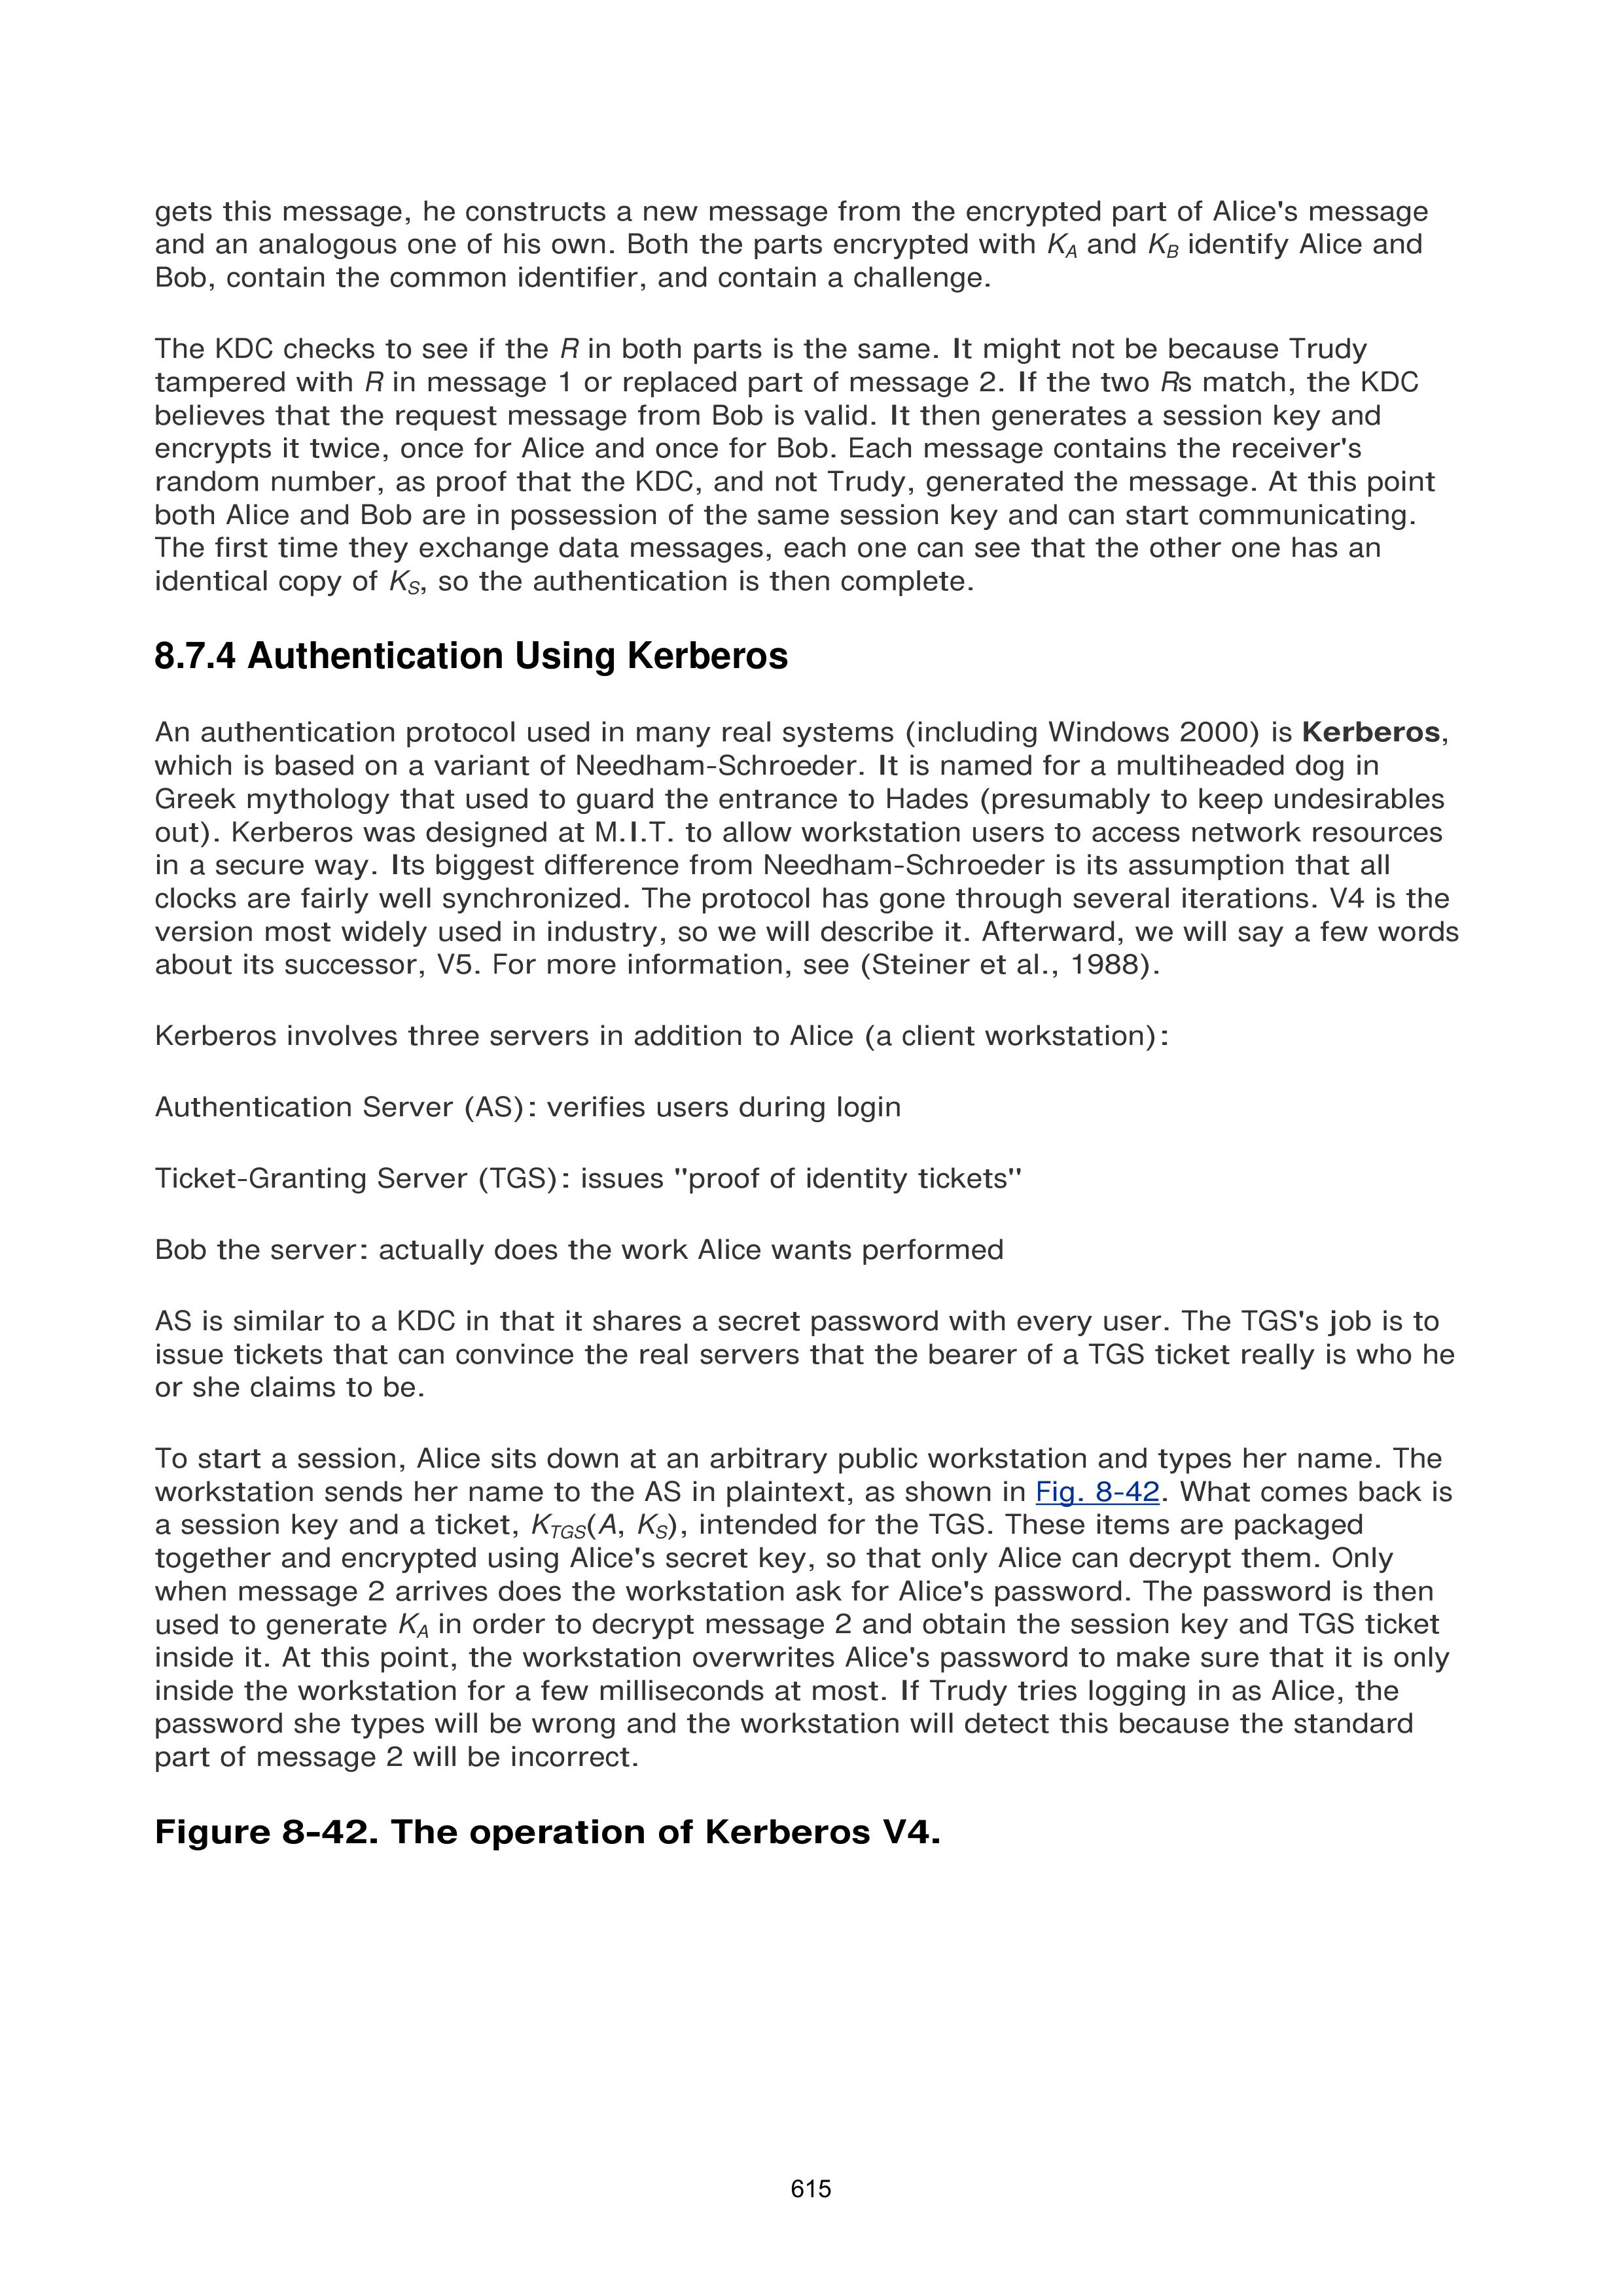 gets this message, he constructs a new message from the encrypted part of Alice's message
and an analogous one of his own. Both the parts encrypted with KA and KB identify Alice and
Bob, contain the common identifier, and contain a challenge.
The KDC checks to see if the R in both parts is the same. It might not be because Trudy
tampered with R in message 1 or replaced part of message 2. If the two Rs match, the KDC
believes that the request message from Bob is valid. It then generates a session key and
encrypts it twice, once for Alice and once for Bob. Each message contains the receiver's
random number, as proof that the KDC, and not Trudy, generated the message. At this point
both Alice and Bob are in possession of the same session key and can start communicating.
The first time they exchange data messages, each one can see that the other one has an
identical copy of KS, so the authentication is then complete.
8.7.4 Authentication Using Kerberos
An authentication protocol used in many real systems (including Windows 2000) is Kerberos,
which is based on a variant of Needham-Schroeder. It is named for a multiheaded dog in
Greek mythology that used to guard the entrance to Hades (presumably to keep undesirables
out). Kerberos was designed at M.I.T. to allow workstation users to access network resources
in a secure way. Its biggest difference from Needham-Schroeder is its assumption that all
clocks are fairly well synchronized. The protocol has gone through several iterations. V4 is the
version most widely used in industry, so we will describe it. Afterward, we will say a few words
about its successor, V5. For more information, see (Steiner et al., 1988).
Kerberos involves three servers in addition to Alice (a client workstation):
Authentication Server (AS): verifies users during login
Ticket-Granting Server (TGS): issues ''proof of identity tickets''
Bob the server: actually does the work Alice wants performed
AS is similar to a KDC in that it shares a secret password with every user. The TGS's job is to
issue tickets that can convince the real servers that the bearer of a TGS ticket really is who he
or she claims to be.
To start a session, Alice sits down at an arbitrary public workstation and types her name. The
workstation sends her name to the AS in plaintext, as shown in Fig. 8-42. What comes back is
a session key and a ticket, KTGS(A, KS), intended for the TGS. These items are packaged
together and encrypted using Alice's secret key, so that only Alice can decrypt them. Only
when message 2 arrives does the workstation ask for Alice's password. The password is then
used to generate KA in order to decrypt message 2 and obtain the session key and TGS ticket
inside it. At this point, the workstation overwrites Alice's password to make sure that it is only
inside the workstation for a few milliseconds at most. If Trudy tries logging in as Alice, the
password she types will be wrong and the workstation will detect this because the standard
part of message 2 will be incorrect.
Figure 8-42. The operation of Kerberos V4.
615